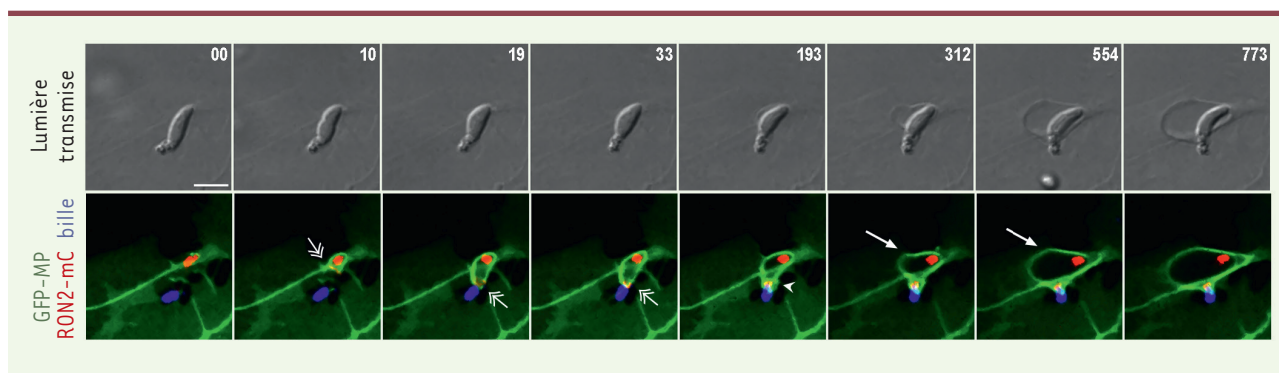 Lumière
transmise
00
10
19
33
193
312
554
773
GFP-MP
RON2-mC bille